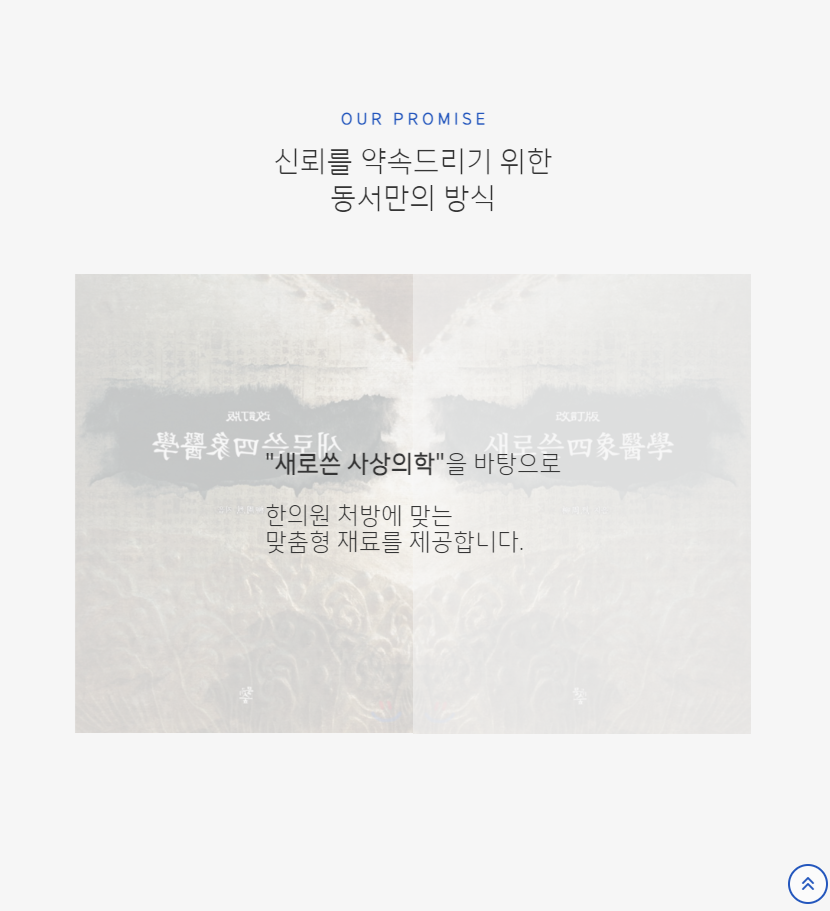 OUR PROMISE
신뢰를 약속드리기 위한
동서만의 방식
改訂版
새로쓴四象醫學
"새로쓴 사상의학"을 바탕으로
한의원 처방에 맞는
맞춤형 재료를 제공합니다.